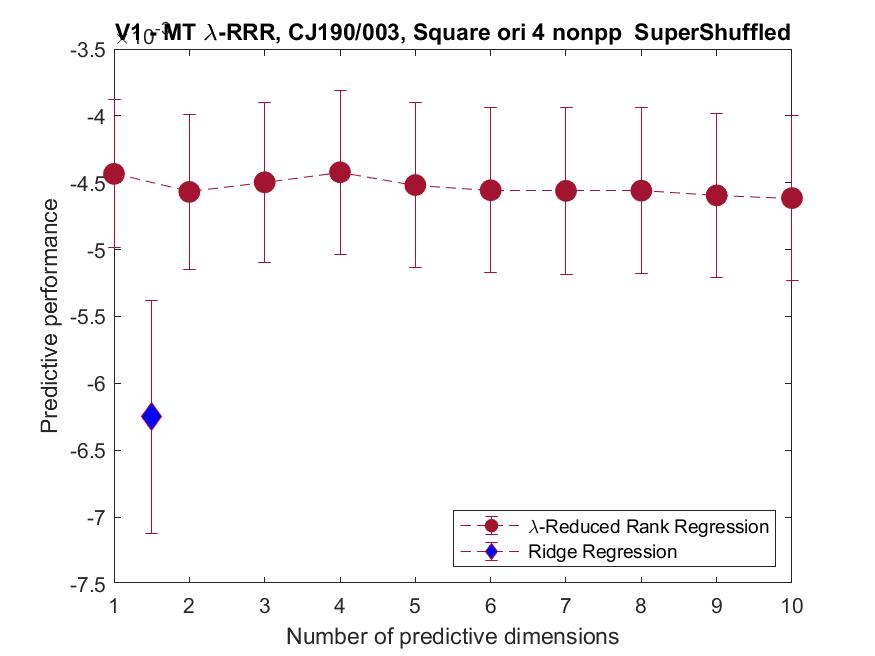 V1 - MT λ-RRR, CJ190/003, Square ori 4 nonpp  SuperShuffled
×10⁻³
-3.5
-4
-4.5
-5
-5.5
-6
-6.5
-7
-7.5
Predictive performance
λ-Reduced Rank Regression
Ridge Regression
1 2 3 4 5 6 7 8 9 10
Number of predictive dimensions